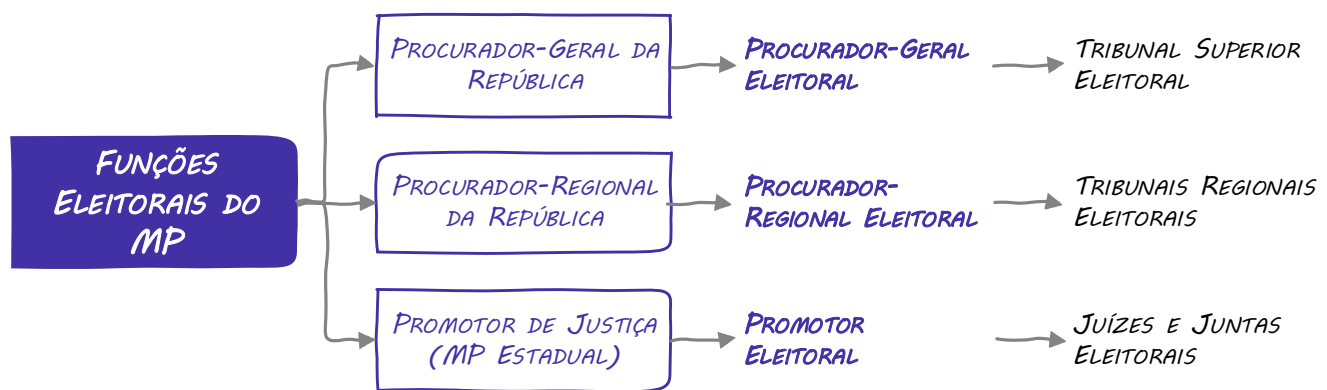 Funções
Eleitorais do
MP
Procurador-Geral da
República
Procurador-Geral
Eleitoral
Tribunal Superior
Eleitoral
Procurador-Regional
da República
Procurador-
Regional Eleitoral
Tribunais Regionais
Eleitorais
Promotor de Justiça
(MP Estadual)
Promotor
Eleitoral
Juízes e Juntas
Eleitorais